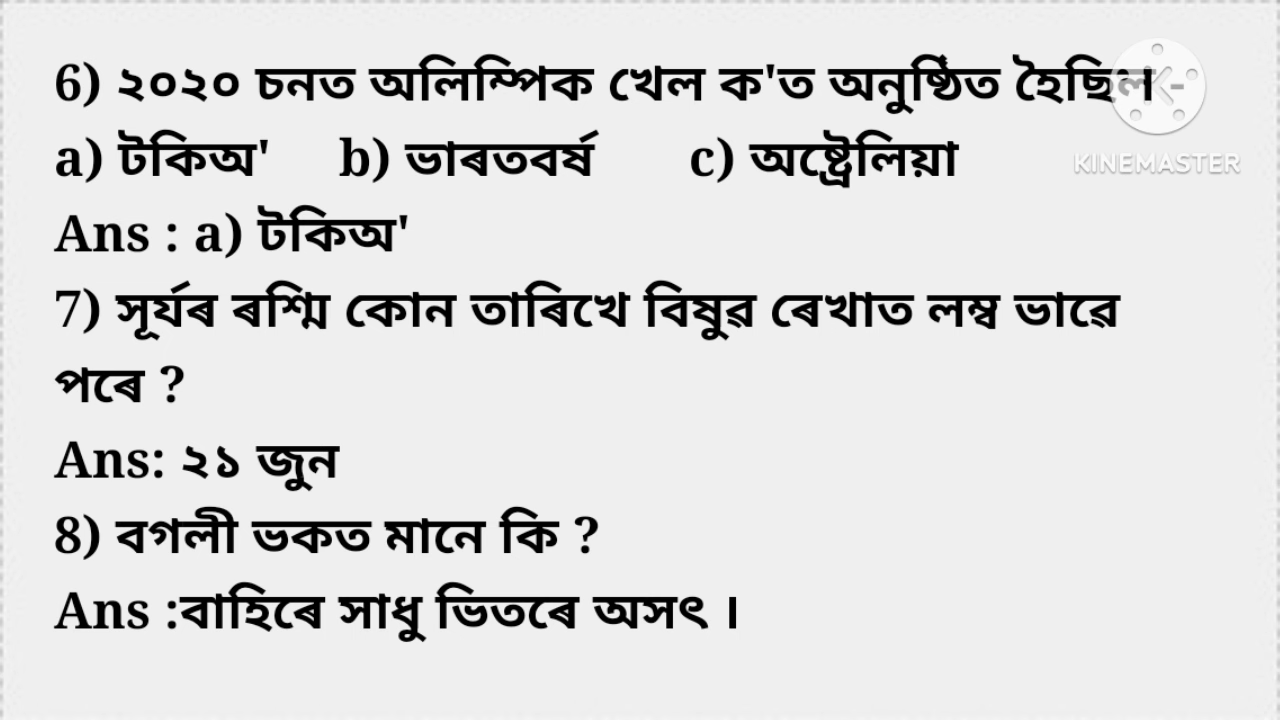 6) ২০২০ চনত অলিম্পিক খেল ক'ত অনুষ্ঠিত হৈছিল
a) টকিঅ' b) ভাৰতবৰ্ষ c) অষ্ট্ৰেলিয়া
Ans : a) টকিঅ'
7) সূৰ্যৰ ৰশ্মি কোন তাৰিখে বিষুৱ ৰেখাত লম্ব ভাৱে
পৰে ?
Ans: ২১ জুন
8) বগলী ভকত মানে কি ?
Ans :বাহিৰে সাধু ভিতৰে অসৎ ।
KINEMASTER